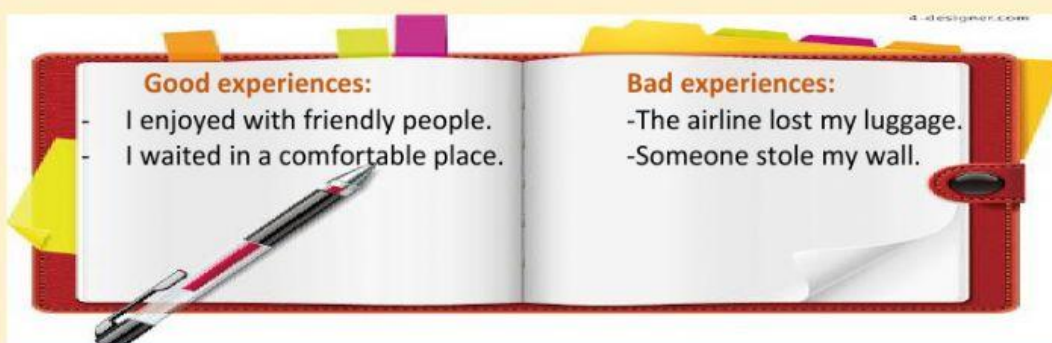 4-designer.com
Good experiences:
- I enjoyed with friendly people.
- I waited in a comfortable place.
Bad experiences:
-The airline lost my luggage.
-Someone stole my wall.